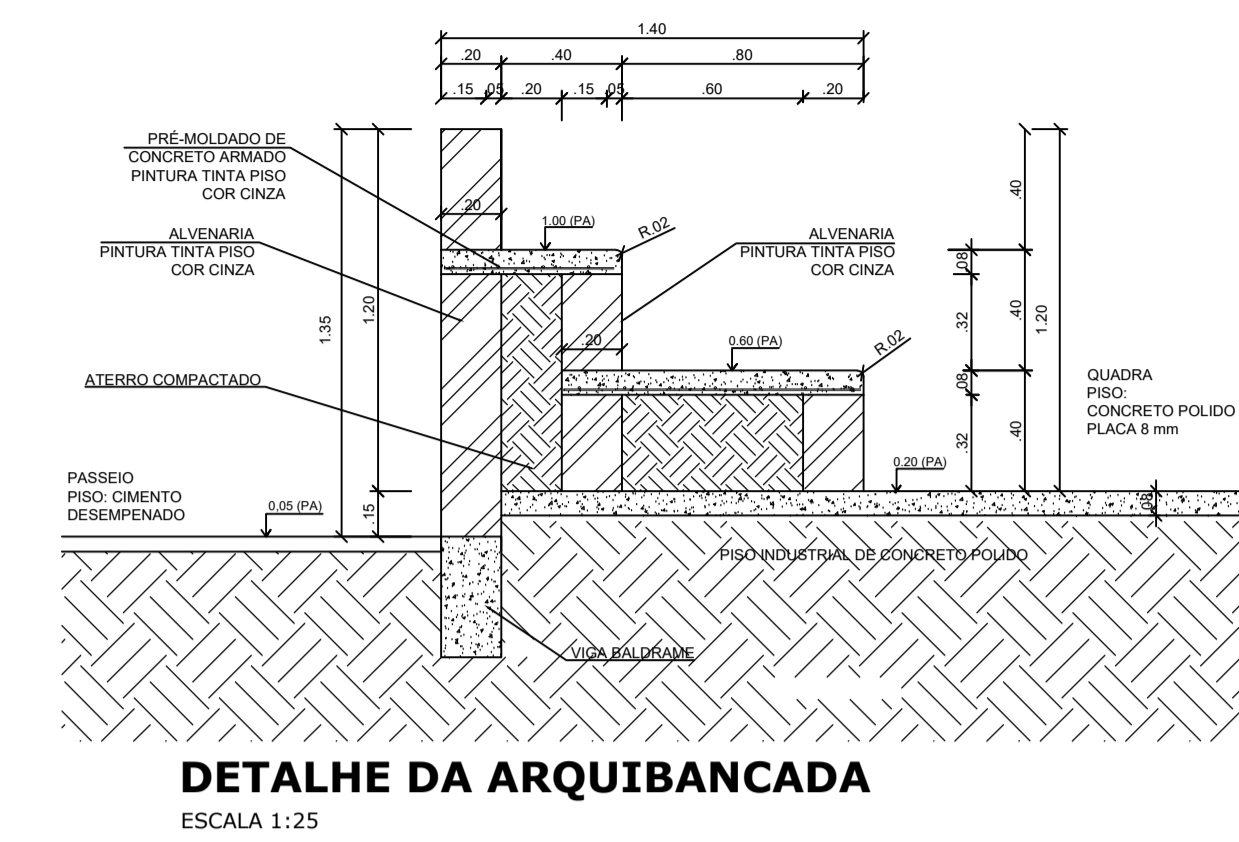 1.40
.20 .40 .80
.15 .05 .20 .15 .05 .60 .20
PRÉ-MOLDADO DE
CONCRETO ARMADO
PINTURA TINTA PISO
COR CINZA
ALVENARIA
PINTURA TINTA PISO
COR CINZA
ATERRO COMPACTADO
PASSEIO
PISO: CIMENTO
DESEMPENADO
0,05 (PA)
1.35
1.20
.15
.20
1.00 (PA)
R.02
.20
0.60 (PA)
R.02
ALVENARIA
PINTURA TINTA PISO
COR CINZA
0.20 (PA)
.08
.32
.08
.32
.40
.40
.40
1.20
QUADRA
PISO:
CONCRETO POLIDO
PLACA 8 mm
.08
PISO INDUSTRIAL DE CONCRETO POLIDO
VIGA BALDRAME
DETALHE DA ARQUIBANCADA
ESCALA 1:25